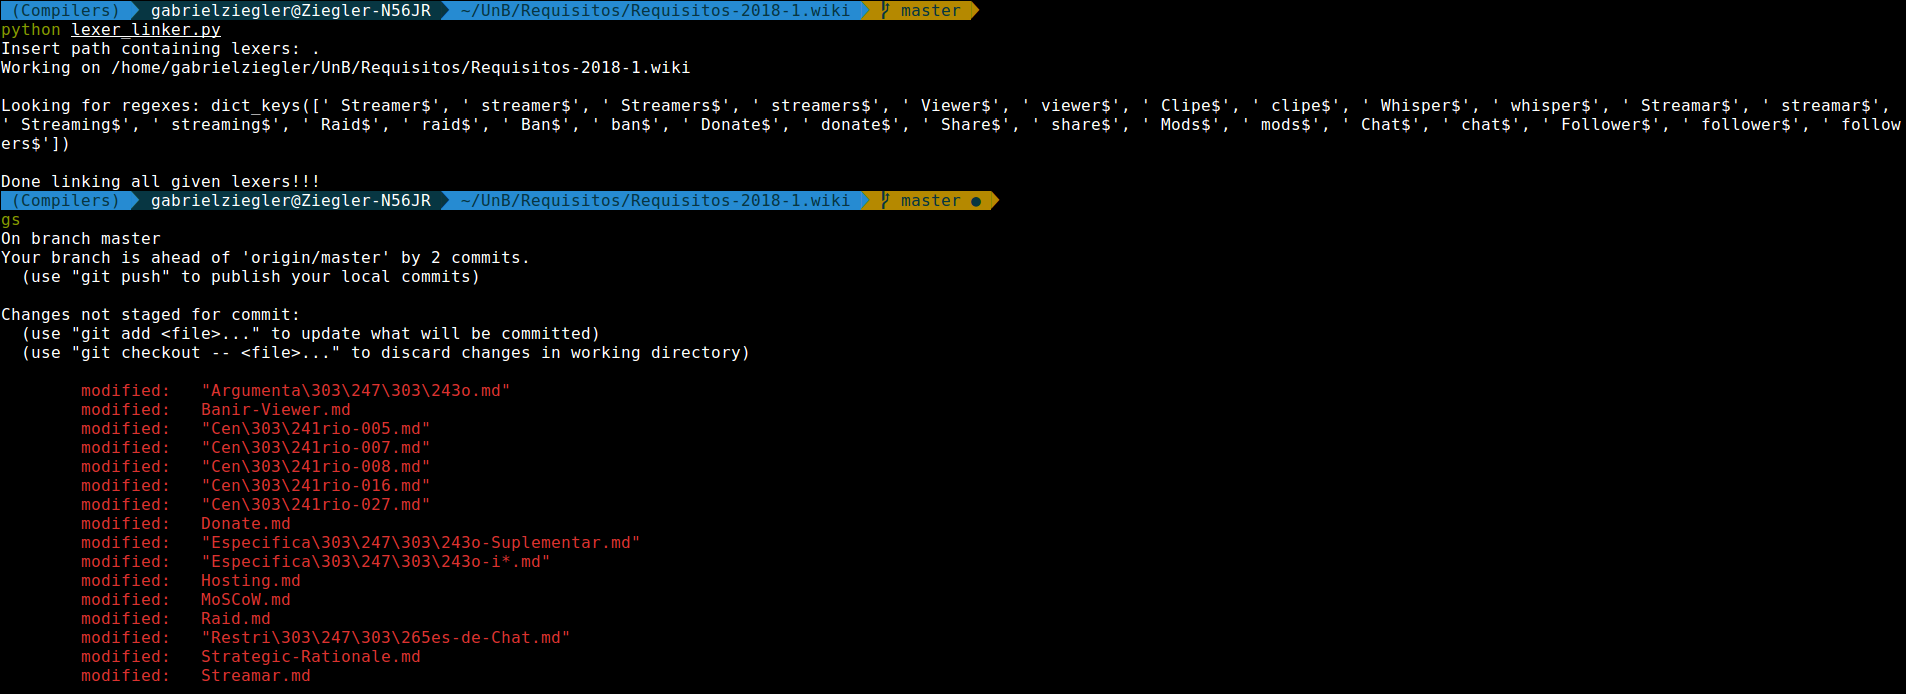 (Compilers) gabrielziegler@Ziegler-N56JR ~/UnB/Requisitos/Requisitos-2018-1.wiki master
python lexer_linker.py
Insert path containing lexers: .
Working on /home/gabrielziegler/UnB/Requisitos/Requisitos-2018-1.wiki
Looking for regexes: dict_keys([' Streamer$', ' streamer$', ' Streamers$', ' streamers$', ' Viewer$', ' viewer$', ' Clipe$', ' clipe$', ' Whisper$', ' whisper$', ' Streamar$', ' streamar$',
' Streaming$', ' streaming$', ' Raid$', ' raid$', ' Ban$', ' ban$', ' Donate$', ' donate$', ' Share$', ' share$', ' Mods$', ' mods$', ' Chat$', ' chat$', ' Follower$', ' follower$', ' follow
ers$'])
Done linking all given lexers!!!
(Compilers) gabrielziegler@Ziegler-N56JR ~/UnB/Requisitos/Requisitos-2018-1.wiki master ●
gs
On branch master
Your branch is ahead of 'origin/master' by 2 commits.
(use "git push" to publish your local commits)
Changes not staged for commit:
(use "git add <file>..." to update what will be committed)
(use "git checkout -- <file>..." to discard changes in working directory)
modified: "Argumenta\303\247\303\243o.md"
modified: Banir-Viewer.md
modified: "Cen\303\241rio-005.md"
modified: "Cen\303\241rio-007.md"
modified: "Cen\303\241rio-008.md"
modified: "Cen\303\241rio-016.md"
modified: "Cen\303\241rio-027.md"
modified: Donate.md
modified: "Especifica\303\247\303\243o-Suplementar.md"
modified: "Especifica\303\247\303\243o-i*.md"
modified: Hosting.md
modified: MoSCoW.md
modified: Raid.md
modified: "Restri\303\247\303\265es-de-Chat.md"
modified: Strategic-Rationale.md
modified: Streamar.md